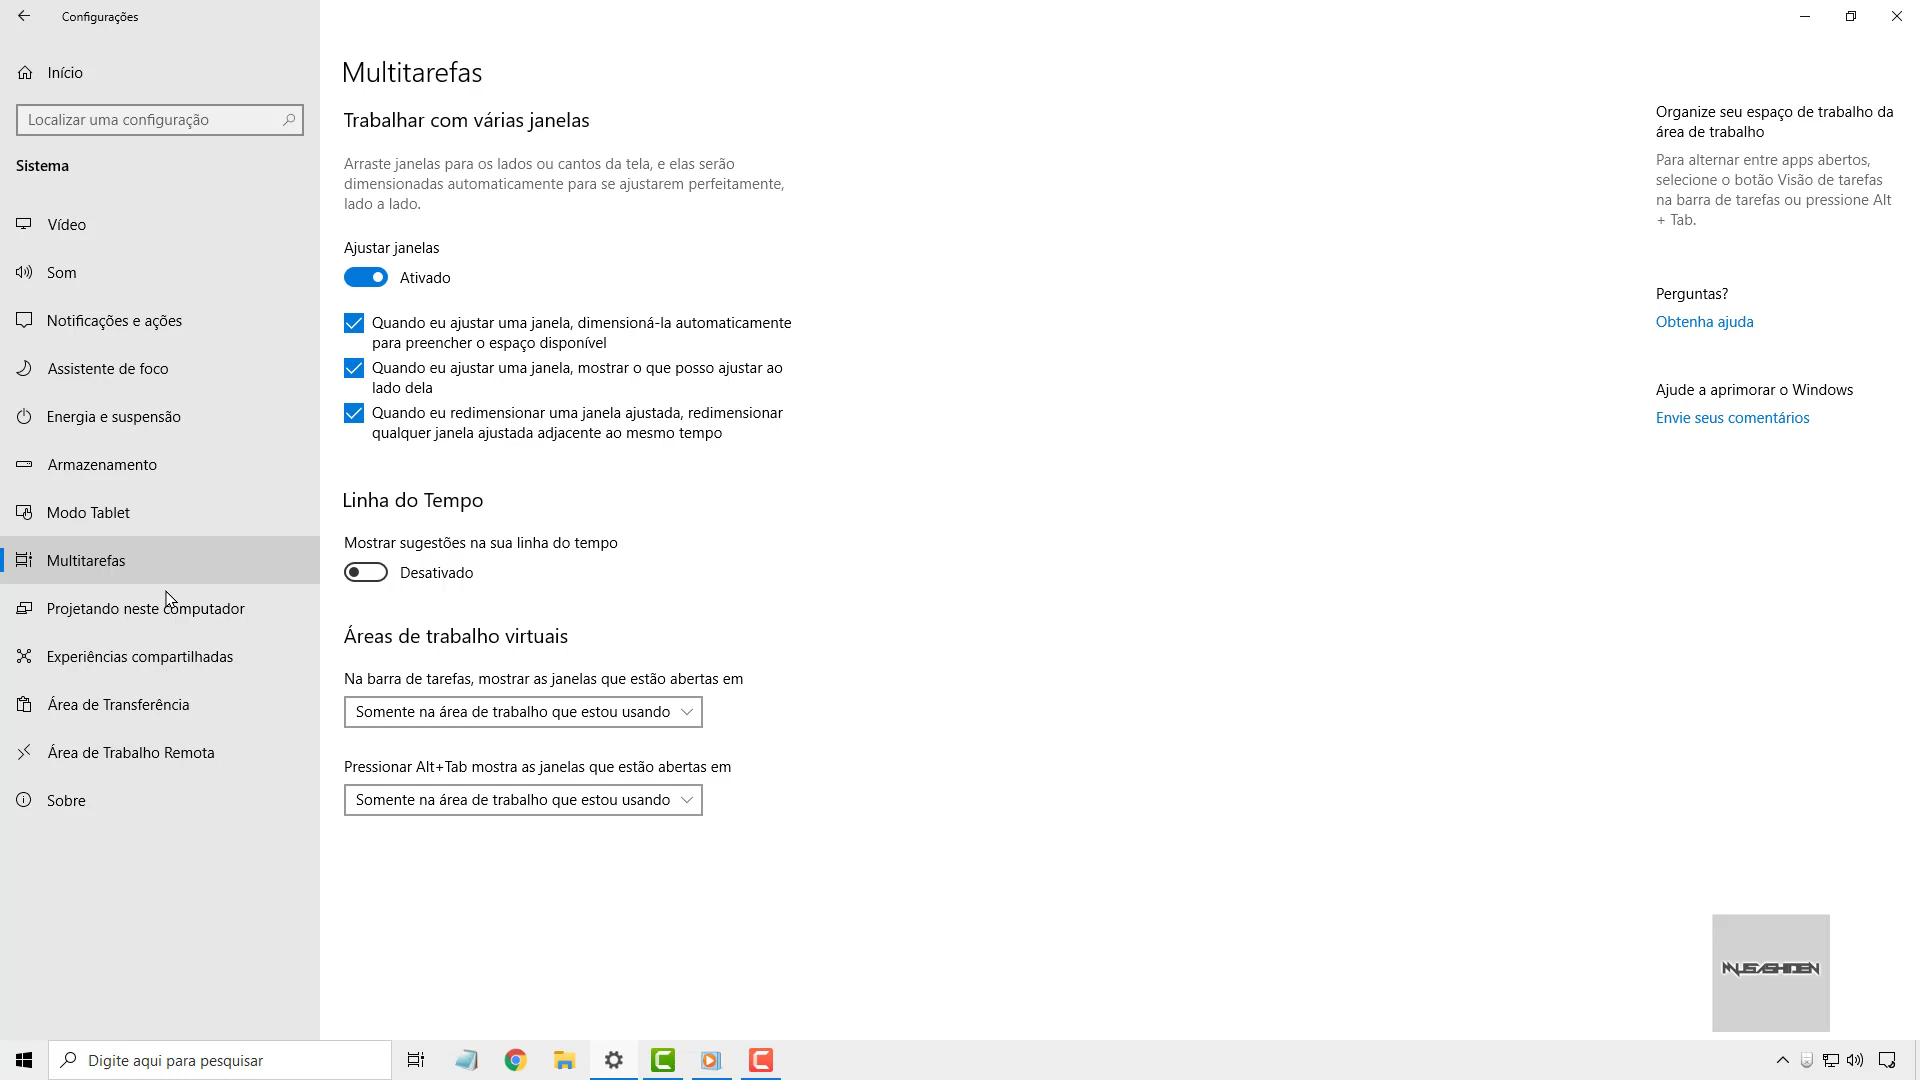 Configurações
Início
Localizar uma configuração
Sistema
Vídeo
Som
Notificações e ações
Assistente de foco
Energia e suspensão
Armazenamento
Modo Tablet
Multitarefas
Projetando neste computador
Experiências compartilhadas
Área de Transferência
Área de Trabalho Remota
Sobre
Multitarefas
Trabalhar com várias janelas
Arraste janelas para os lados ou cantos da tela, e elas serão
dimensionadas automaticamente para se ajustarem perfeitamente,
lado a lado.
Ajustar janelas
Ativado
Quando eu ajustar uma janela, dimensioná-la automaticamente
para preencher o espaço disponível
Quando eu ajustar uma janela, mostrar o que posso ajustar ao
lado dela
Quando eu redimensionar uma janela ajustada, redimensionar
qualquer janela ajustada adjacente ao mesmo tempo
Linha do Tempo
Mostrar sugestões na sua linha do tempo
Desativado
Áreas de trabalho virtuais
Na barra de tarefas, mostrar as janelas que estão abertas em
Somente na área de trabalho que estou usando
Pressionar Alt+Tab mostra as janelas que estão abertas em
Somente na área de trabalho que estou usando
Organize seu espaço de trabalho da
área de trabalho
Para alternar entre apps abertos,
selecione o botão Visão de tarefas
na barra de tarefas ou pressione Alt
+ Tab.
Perguntas?
Obtenha ajuda
Ajude a aprimorar o Windows
Envie seus comentários
Digite aqui para pesquisar